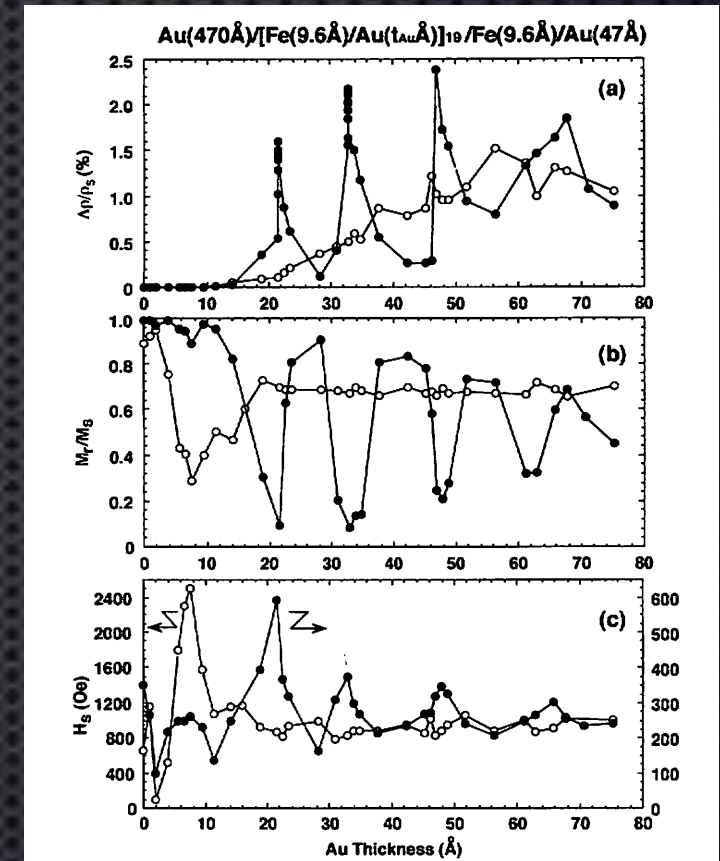 Au(470Å)/[Fe(9.6Å)/Au(tAuÅ)]19/Fe(9.6Å)/Au(47Å)
(a)
2.5
2.0
1.5
1.0
0.5
0
Δρ/ρs (%)
0 10 20 30 40 50 60 70 80
(b)
1.0
0.8
0.6
0.4
0.2
0
Mr/Ms
0 10 20 30 40 50 60 70 80
(c)
2400
2000
1600
1200
800
400
0
Hs (Oe)
600
500
400
300
200
100
0
0 10 20 30 40 50 60 70 80
Au Thickness (Å)